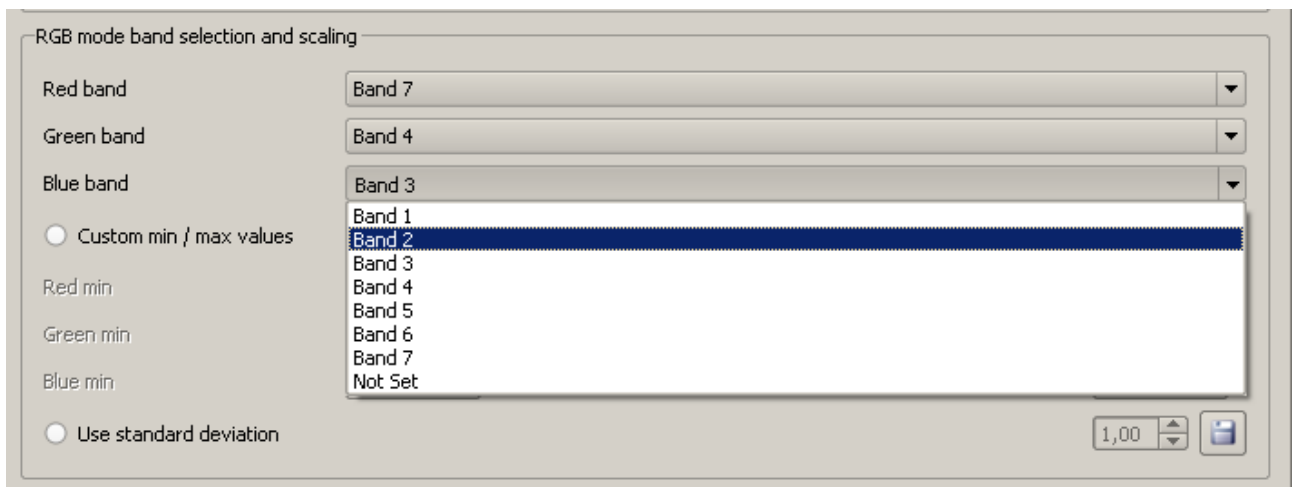 RGB mode band selection and scaling
Red band Band 7
Green band Band 4
Blue band Band 3
Band 1
Custom min / max values Band 2
Band 3
Red min Band 4
Band 5
Green min Band 6
Band 7
Blue min Not Set
Use standard deviation 1,00